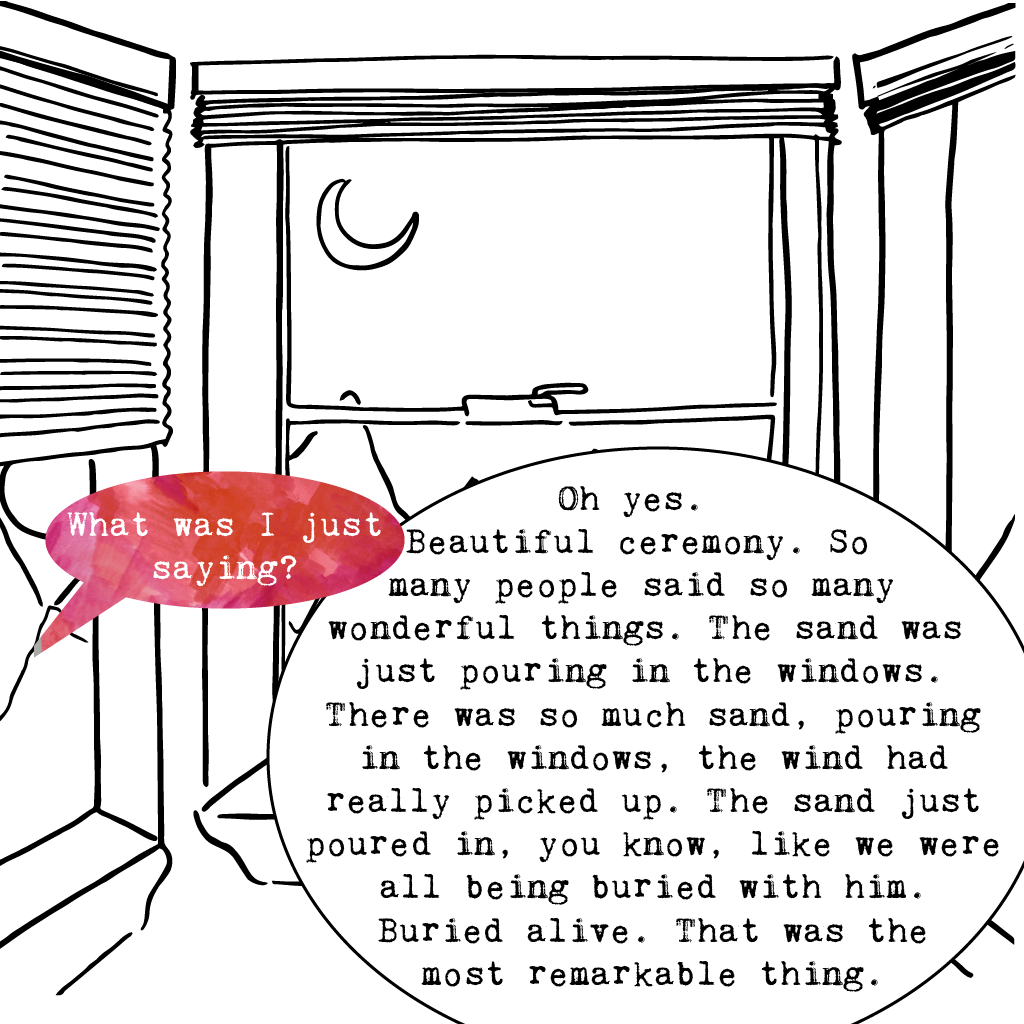 What was I just
saying?
Oh yes.
Beautiful ceremony. So
many people said so many
wonderful things. The sand was
just pouring in the windows.
There was so much sand, pouring
in the windows, the wind had
really picked up. The sand just
poured in, you know, like we were
all being buried with him.
Buried alive. That was the
most remarkable thing.